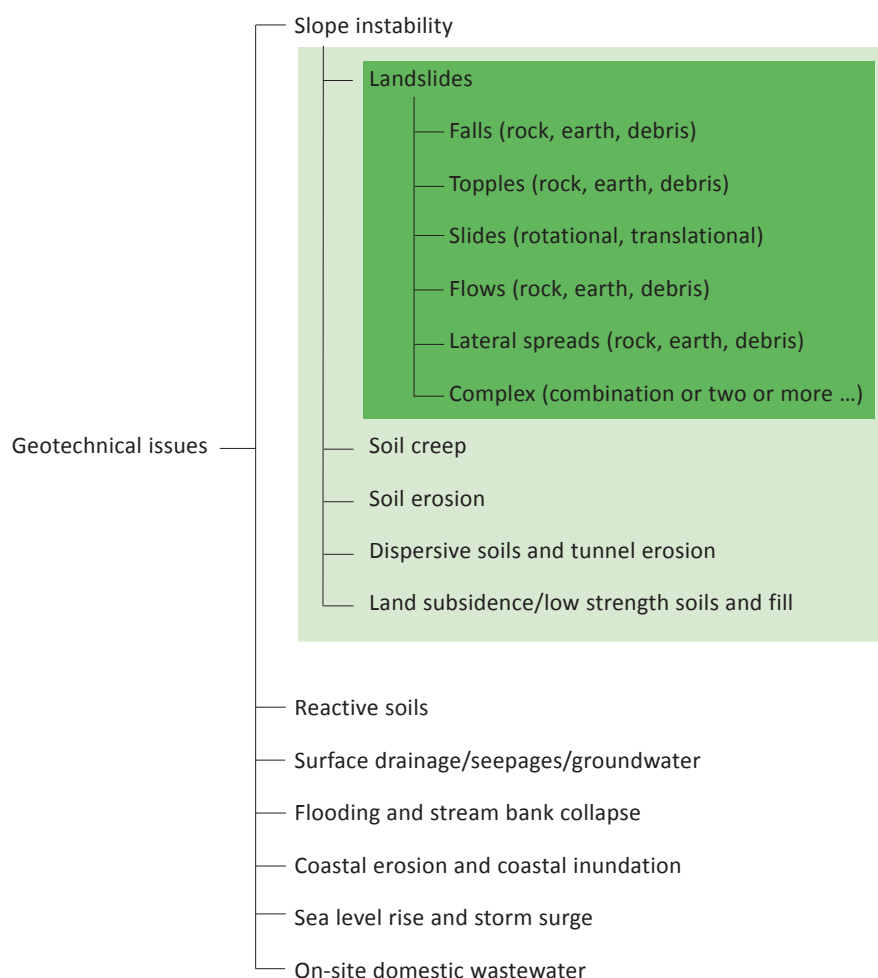 Slope instability
Landslides
Falls (rock, earth, debris)
Topples (rock, earth, debris)
Slides (rotational, translational)
Flows (rock, earth, debris)
Lateral spreads (rock, earth, debris)
Complex (combination or two or more ...)
Geotechnical issues
Soil creep
Soil erosion
Dispersive soils and tunnel erosion
Land subsidence/low strength soils and fill
Reactive soils
Surface drainage/seepages/groundwater
Flooding and stream bank collapse
Coastal erosion and coastal inundation
Sea level rise and storm surge
On-site domestic wastewater